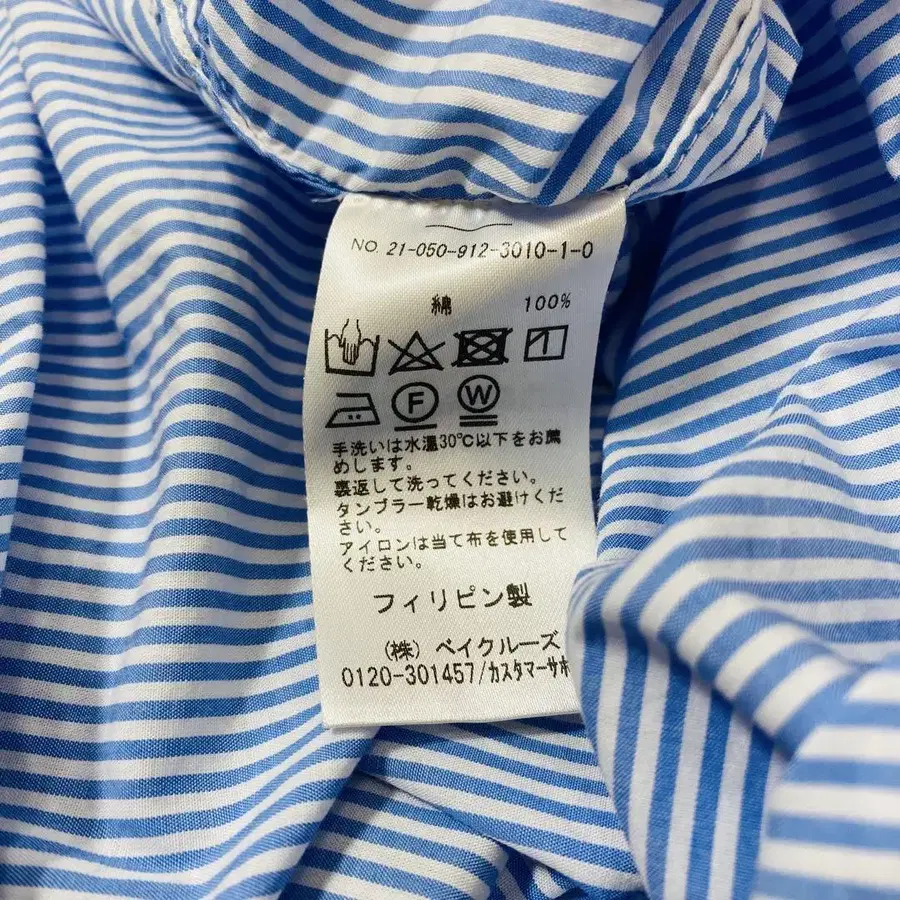 NO. 21-050-912-3010-1-0
綿 100%
F W
手洗いは水温30℃以下をお薦
めします。
裏返して洗ってください。
タンブラー乾燥はお避けくだ
さい。
アイロンは当て布を使用して
ください。
フィリピン製
(株) ベイクルーズ
0120-301457/カスタマーサポ